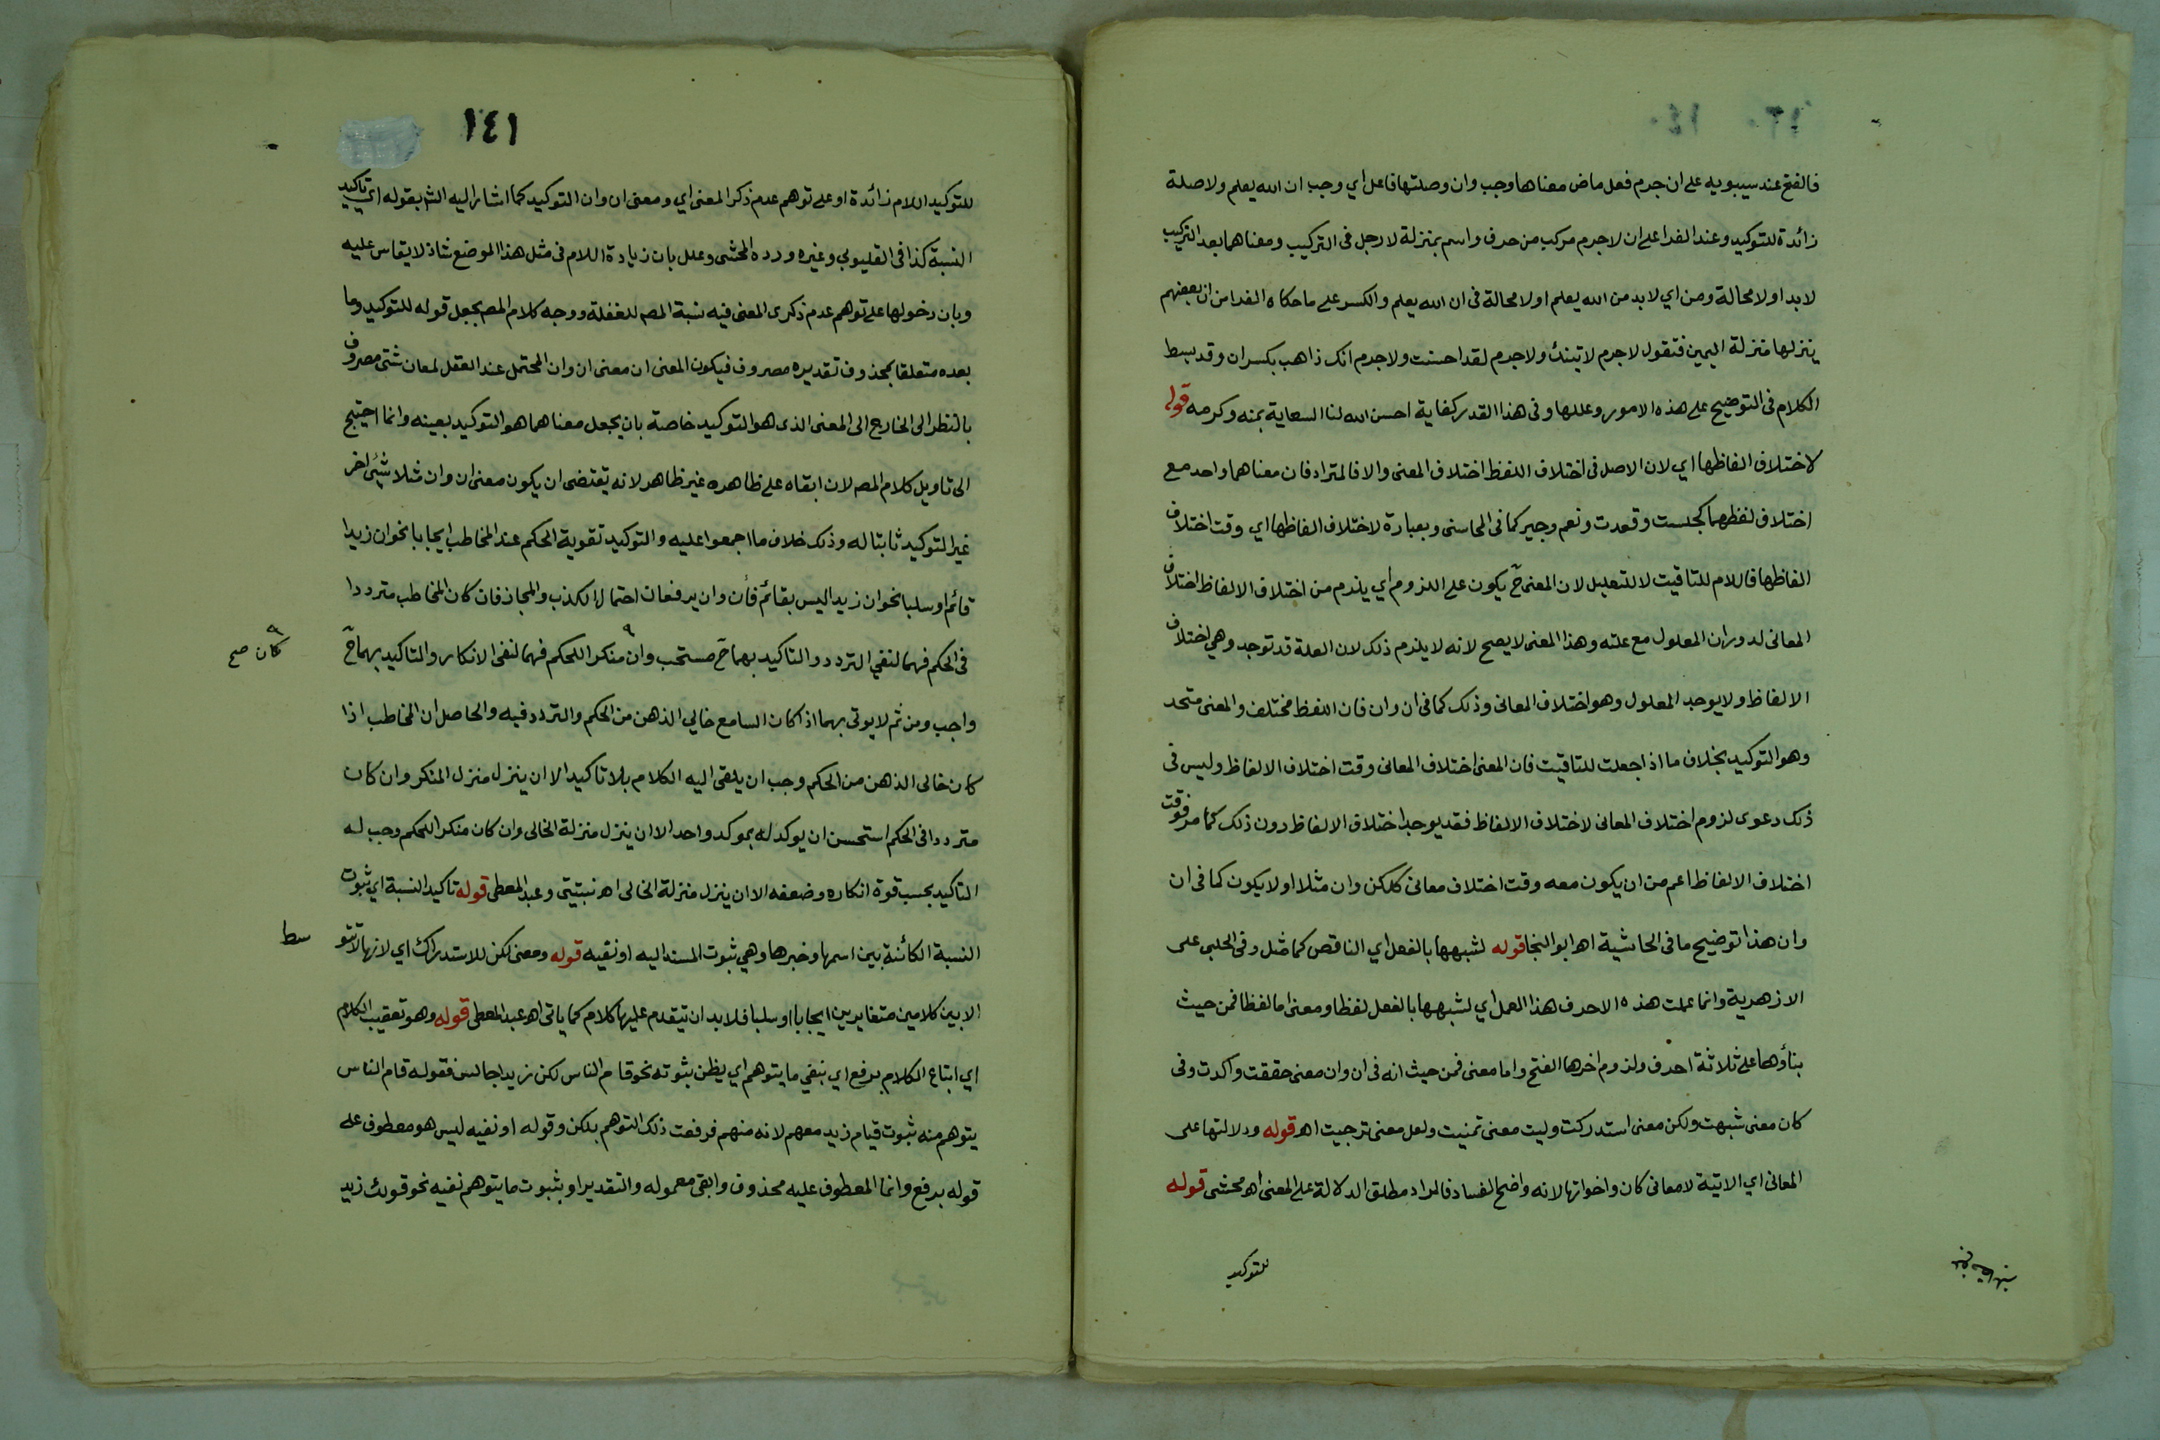 فالفتح عند سيبويه على ان جرم فعل ماض معناها وجب وان وصلتها فاعل اي وجب ان الله يعلم ولا صلة
زائدة للتوكيد وعند الفرا على ان لا جرم مركب من حرف واسم بمنزلة لا رجل في التركيب ومعناهما بعد التركيب
لا بد او لا محالة ومن اي لا بد من الله يعلم او لا محالة في ان الله يعلم والكسر على ما حكاه الفرا من ان بعضهم
ينزلها منزلة اليمين فتقول لا جرم لاتينك ولا جرم لقد احسنت ولا جرم انك ذاهب بكسر ان وقد بسط
الكلام في التوضيح على هذه الامور وعللها وفي هذا القدر كفاية احسن الله لنا السعاية بمنه وكرمه قوله
لاختلاف الفاظها اي لان الاصل في اختلاف اللفظ اختلاف المعنى والا فالمترادفان معناهما واحد مع
اختلاف لفظهما كجلست وقعدت ونعم وجير كما في المحاسني وبعبارة لاختلاف الفاظها اي وقت اختلاف
الفاظها فاللام للتاقيت لا للتعليل لان المعنى ح يكون على اللزوم اي يلزم من اختلاف الالفاظ اختلاف
المعاني لدوران المعلول مع علته وهذا المعنى لا يصح لانه لا يلزم ذلك لان العلة قد توجد وهي اختلاف
الالفاظ ولا يوجد المعلول وهو اختلاف المعاني وذلك كما في ان وان فان اللفظ مختلف والمعنى متحد
وهو التوكيد بخلاف ما اذا جعلت للتاقيت فان المعنى اختلاف المعاني وقت اختلاف الالفاظ وليس في
ذلك دعوى لزوم اختلاف المعاني لاختلاف الالفاظ فقد يوجد اختلاف الالفاظ دون ذلك كما مر فوقت
اختلاف الالفاظ اعم من ان يكون معه وقت اختلاف معاني كلكن وان مثلا او لا يكون كما في ان
وان هذا توضيح ما في الحاشية اه ابو النجا قوله لشبهها بالفعل اي الناقص كما مثل وفي الحلبي على
الازهرية وانما عملت هذه الاحرف هذا العمل اي لشبهها بالفعل لفظا ومعنى اما لفظا فمن حيث
بناؤها على ثلاثة احرف ولزوم اخرها الفتح واما معنى فمن حيث انه في ان وان معنى حققت واكدت وفي
كان معنى شبهت ولكن معنى استدركت وليت معنى تمنيت ولعل معنى ترجيت اه قوله ودلالتها على
المعاني اي الاتية لا معاني كان واخواتها لانه واضح الفساد فالمراد مطلق الدلالة على المعنى اه محشى قوله
للتوكيد
١٤١
للتوكيد اللام زائدة او على توهم عدم ذكر المعنى اي ومعنى ان وان التوكيد كما اشار اليه الش بقوله اي تاكيد
النسبة كذا في القليوبي وغيره ورده المحشى وعلل بان زيادة اللام في مثل هذا الموضع شاذ لا يقاس عليه
وبان دخولها على توهم عدم ذكرى المعنى فيه نسبة المص للغفلة ووجه كلام المص بجعل قوله للتوكيد وما
بعده متعلقا بمحذوف تقديره مصروف فيكون المعنى ان معنى ان وان المحتمل عند العقل لمعان شتى مصروف
بالنظر الى الخارج الى المعنى الذي هو التوكيد خاصة بان يجعل معناهما هو التوكيد بعينه وانما احتيج
الى تاويل كلام المص لان ابقاه على ظاهره غير ظاهر لانه يقتضي ان يكون معنى ان وان مثلا شئ اخر
غير التوكيد ثابتا له وذلك خلاف ما اجمعوا عليه والتوكيد تقوية الحكم عند المخاطب ايجابا نحو ان زيدا
قائم او سلبا نحو ان زيدا ليس بقائم فان وان يرفعان احتمال الكذب والمجاز فان كان المخاطب مترددا
في الحكم فهما لنفي التردد والتاكيد بهما ح مستحب وان منكرا للحكم فهما لنفي الانكار والتاكيد بهما ح
كان صح
واجب ومن ثم لا يوتى بهما اذا كان السامع خالي الذهن من الحكم والتردد فيه والحاصل ان المخاطب اذا
كان خالي الذهن من الحكم وجب ان يلقى اليه الكلام بلا تاكيد الا ان ينزل منزل المنكر وان كان
مترددا في الحكم استحسن ان يوكد له بموكد واحد الا ان ينزل منزلة الخالي وان كان منكرا للحكم وجب له
التاكيد بحسب قوة انكاره وضعفه الا ان ينزل منزلة الخالي اه نبتيتي وعبد المعطي قوله تاكيد النسبة اي ثبوت
النسبة الكائنة بين اسمها وخبرها وهي ثبوت المسند اليه او نفيه قوله ومعنى لكن للاستدراك اي لانها لا تتو
سط
الا بين كلامين متغايرين ايجابا او سلبا فلا بد ان يتقدم عليها كلام كما ياتي اه عبد المعطي قوله وهو تعقيب الكلام
اي اتباع الكلام برفع اي بنفي ما يتوهم اي يظن ثبوته نحو قام الناس لكن زيدا جالس فقوله قام الناس
يتوهم منه ثبوت قيام زيد معهم لانه منهم فرفعت ذلك التوهم بلكن وقوله او نفيه ليس هو معطوف على
قوله برفع وانما المعطوف عليه محذوف وابقى معموله والتقدير او بثبوت ما يتوهم نفيه نحو قولك زيد